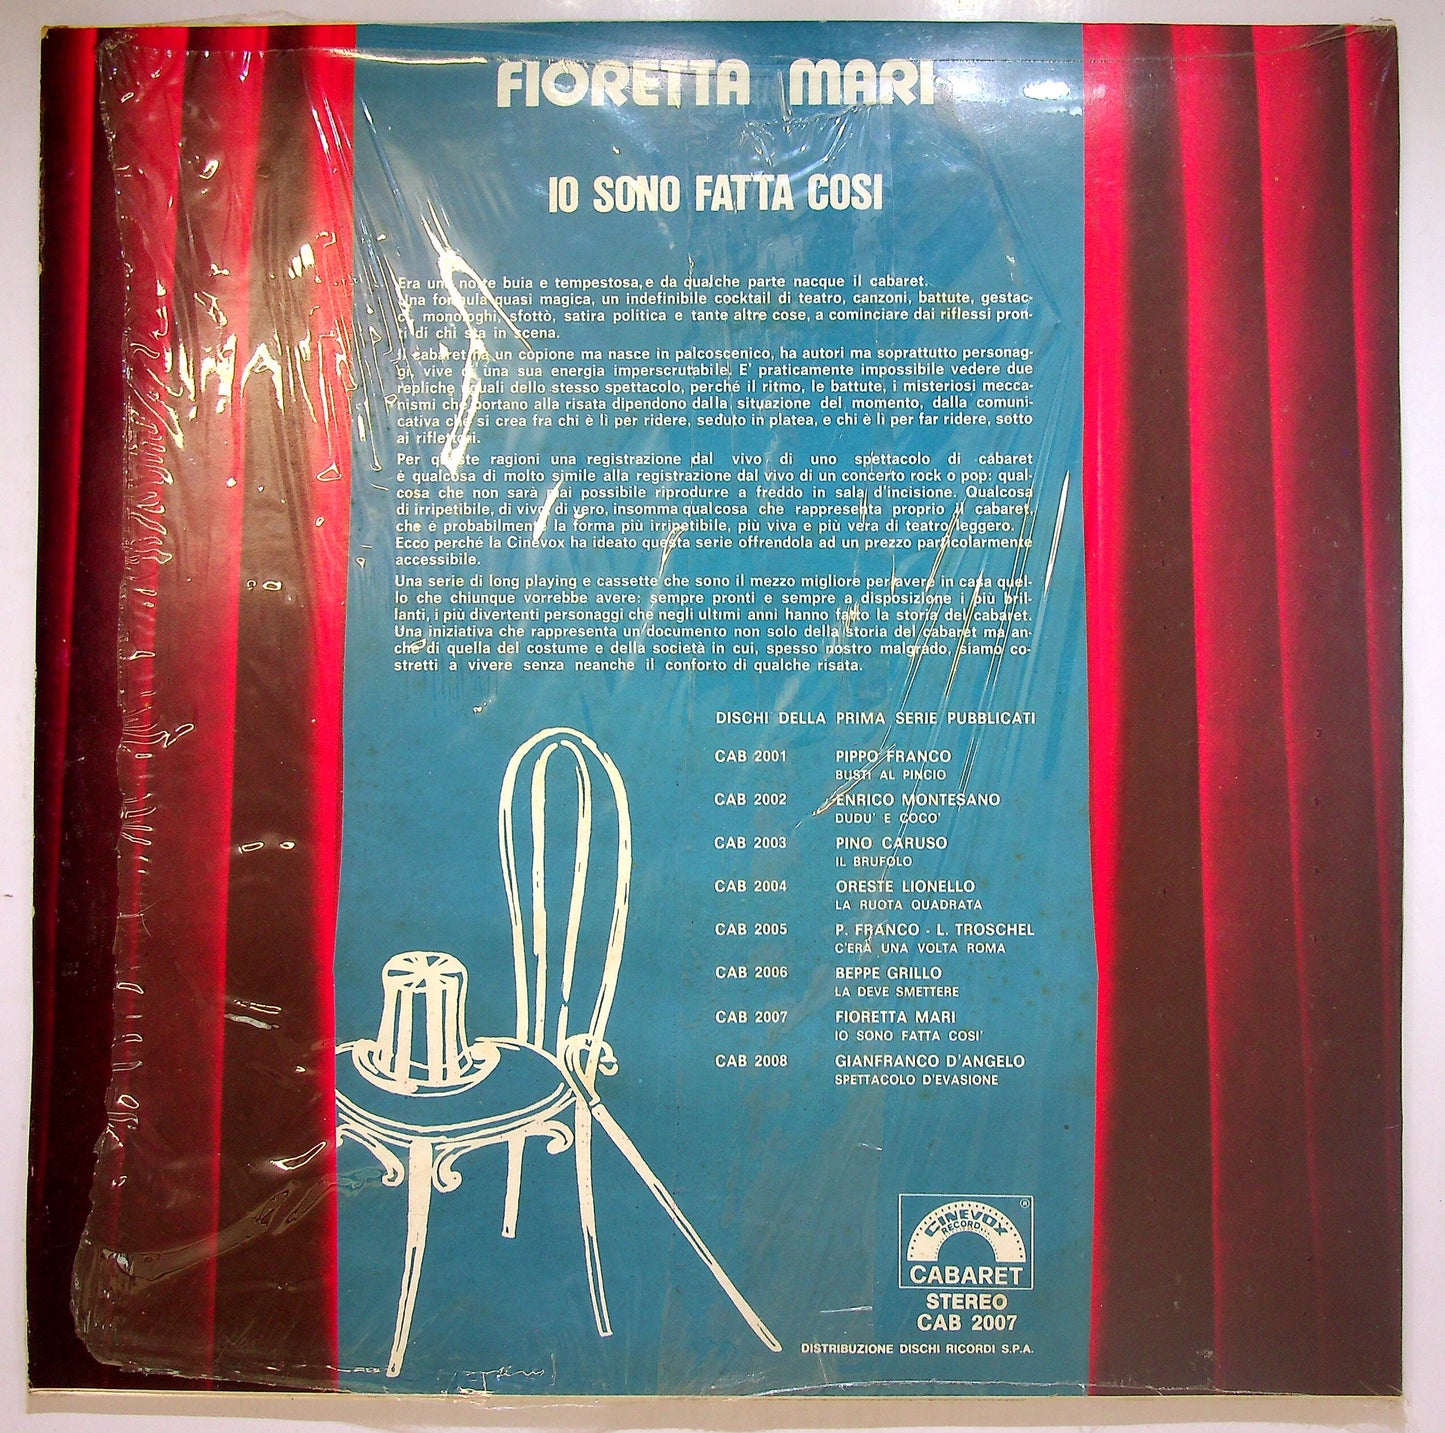 FIORETTA MARI
IO SONO FATTA COSI
Era una notte buia e tempestosa, e da qualche parte nacque il cabaret.
Una formula quasi magica, un indefinibile cocktail di teatro, canzoni, battute, gestac-
ci, monologhi, sfottò, satira politica e tante altre cose, a cominciare dai riflessi pron-
ti di chi sta in scena.
Il cabaret ha un copione ma nasce in palcoscenico, ha autori ma soprattutto personag-
gi, vive di una sua energia imperscrutabile. E' praticamente impossibile vedere due
repliche uguali dello stesso spettacolo, perché il ritmo, le battute, i misteriosi mecca-
nismi che portano alla risata dipendono dalla situazione del momento, dalla comuni-
cativa che si crea fra chi è lì per ridere, seduto in platea, e chi è lì per far ridere, sotto
ai riflettori.
Per queste ragioni una registrazione dal vivo di uno spettacolo di cabaret
è qualcosa di molto simile alla registrazione dal vivo di un concerto rock o pop: qual-
cosa che non sarà mai possibile riprodurre a freddo in sala d'incisione. Qualcosa
di irripetibile, di vivo, di vero, insomma qualcosa che rappresenta proprio il cabaret,
che è probabilmente la forma più irripetibile, più viva e più vera di teatro leggero.
Ecco perché la Cinevox ha ideato questa serie offrendola ad un prezzo particolarmente
accessibile.
Una serie di long playing e cassette che sono il mezzo migliore per avere in casa quel-
lo che chiunque vorrebbe avere: sempre pronti e sempre a disposizione i più bril-
lanti, i più divertenti personaggi che negli ultimi anni hanno fatto la storia del cabaret.
Una iniziativa che rappresenta un documento non solo della storia del cabaret ma an-
che di quella del costume e della società in cui, spesso nostro malgrado, siamo co-
stretti a vivere senza neanche il conforto di qualche risata.
DISCHI DELLA PRIMA SERIE PUBBLICATI
CAB 2001 PIPPO FRANCO
BUSTI AL PINCIO
CAB 2002 ENRICO MONTESANO
DUDU' E COCO'
CAB 2003 PINO CARUSO
IL BRUFOLO
CAB 2004 ORESTE LIONELLO
LA RUOTA QUADRATA
CAB 2005 P. FRANCO - L. TROSCHEL
C'ERA UNA VOLTA ROMA
CAB 2006 BEPPE GRILLO
LA DEVE SMETTERE
CAB 2007 FIORETTA MARI
IO SONO FATTA COSI'
CAB 2008 GIANFRANCO D'ANGELO
SPETTACOLO D'EVASIONE
®
CINEVOX
RECORD
CABARET
STEREO
CAB 2007
DISTRIBUZIONE DISCHI RICORDI S.P.A.